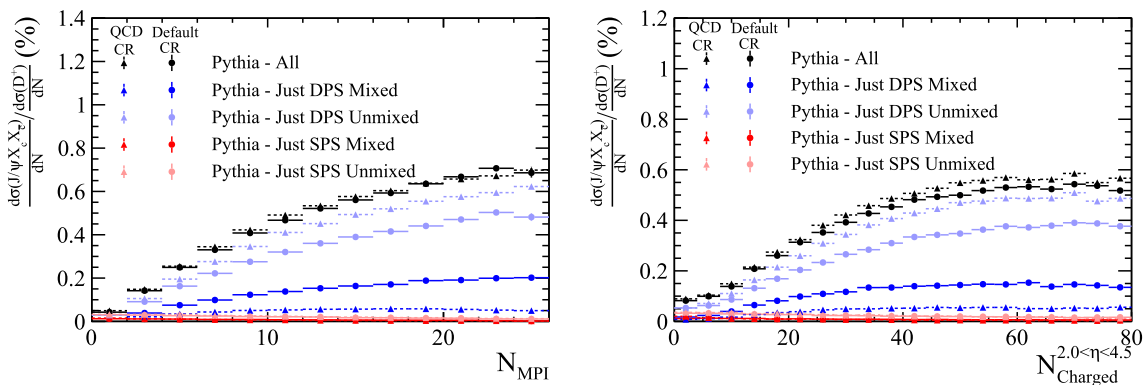 dσ(J/ψ X_c X_c̄)/dN / dσ(D⁺)/dN (%)
1.4
1.2
1
0.8
0.6
0.4
0.2
0
QCD CR
Default CR
Pythia - All
Pythia - Just DPS Mixed
Pythia - Just DPS Unmixed
Pythia - Just SPS Mixed
Pythia - Just SPS Unmixed
0 10 20
N_MPI
dσ(J/ψ X_c X_c̄)/dN / dσ(D⁺)/dN (%)
1.2
1
0.8
0.6
0.4
0.2
0
QCD CR
Default CR
Pythia - All
Pythia - Just DPS Mixed
Pythia - Just DPS Unmixed
Pythia - Just SPS Mixed
Pythia - Just SPS Unmixed
0 20 40 60 80
N_Charged^2.0<η<4.5